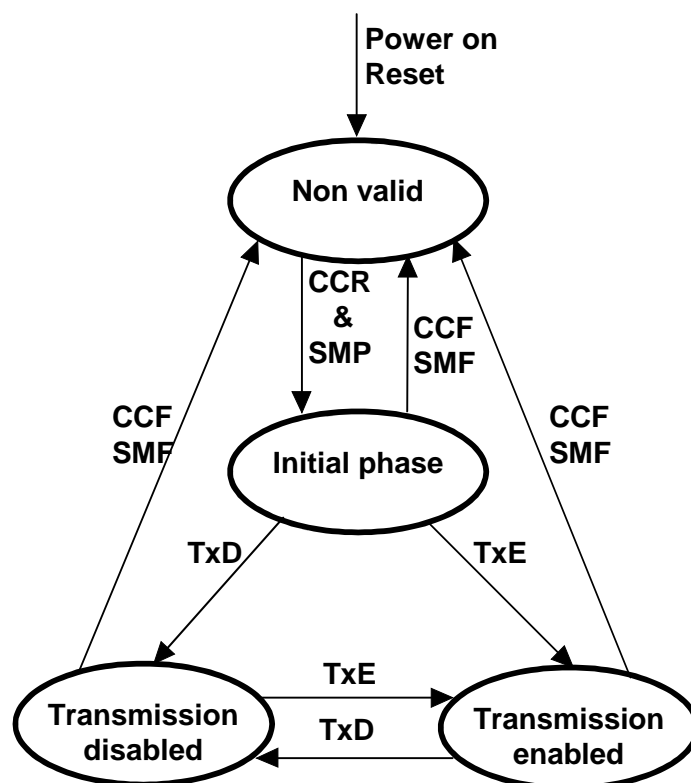 Power on
Reset
Non valid
CCR
&
SMP
CCF
SMF
CCF
SMF
CCF
SMF
Initial phase
TxD
TxE
TxE
Transmission
disabled
TxD
Transmission
enabled